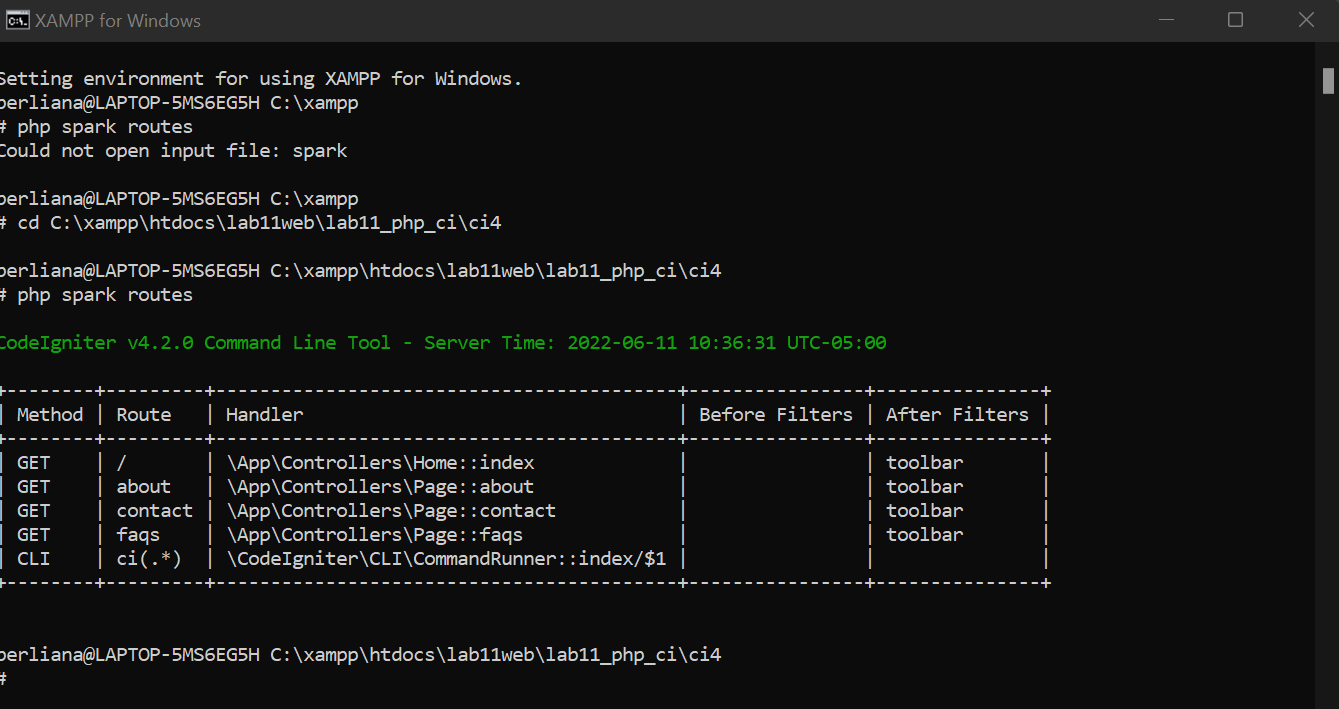 XAMPP for Windows
Setting environment for using XAMPP for Windows.
berliana@LAPTOP-5MS6EG5H C:\xampp
# php spark routes
Could not open input file: spark
berliana@LAPTOP-5MS6EG5H C:\xampp
# cd C:\xampp\htdocs\lab11web\lab11_php_ci\ci4
berliana@LAPTOP-5MS6EG5H C:\xampp\htdocs\lab11web\lab11_php_ci\ci4
# php spark routes
CodeIgniter v4.2.0 Command Line Tool - Server Time: 2022-06-11 10:36:31 UTC-05:00
+--------+---------+------------------------------------------+----------------+---------------+
| Method | Route   | Handler                                  | Before Filters | After Filters |
+--------+---------+------------------------------------------+----------------+---------------+
| GET    | /       | \App\Controllers\Home::index             |                | toolbar       |
| GET    | about   | \App\Controllers\Page::about             |                | toolbar       |
| GET    | contact | \App\Controllers\Page::contact           |                | toolbar       |
| GET    | faqs    | \App\Controllers\Page::faqs              |                | toolbar       |
| CLI    | ci(.*)  | \CodeIgniter\CLI\CommandRunner::index/$1 |                |               |
+--------+---------+------------------------------------------+----------------+---------------+
berliana@LAPTOP-5MS6EG5H C:\xampp\htdocs\lab11web\lab11_php_ci\ci4
#